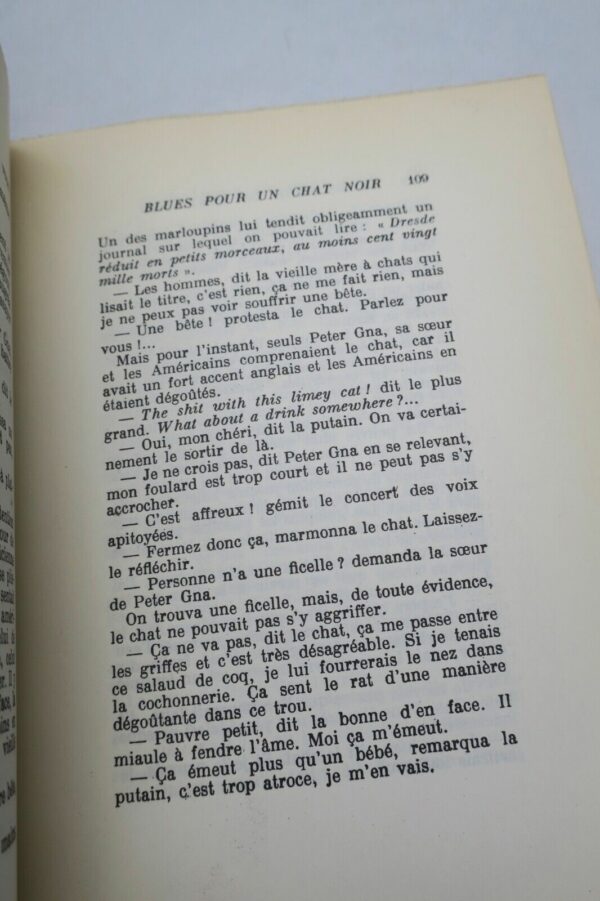 BLUES POUR UN CHAT NOIR 109
Un des marloupins lui tendit obligeamment un
journal sur lequel on pouvait lire : « Dresde
réduit en petits morceaux, au moins cent vingt
mille morts ».
— Les hommes, dit la vieille mère à chats qui
lisait le titre, c'est rien, ça ne me fait rien, mais
je ne peux pas voir souffrir une bête.
— Une bête ! protesta le chat. Parlez pour
vous !...
Mais pour l'instant, seuls Peter Gna, sa sœur
et les Américains comprenaient le chat, car il
avait un fort accent anglais et les Américains en
étaient dégoûtés.
— The shit with this limey cat ! dit le plus
grand. What about a drink somewhere ?...
— Oui, mon chéri, dit la putain. On va certai-
nement le sortir de là.
— Je ne crois pas, dit Peter Gna en se relevant,
mon foulard est trop court et il ne peut pas s'y
accrocher.
— C'est affreux ! gémit le concert des voix
apitoyées.
— Fermez donc ça, marmonna le chat. Laissez-
le réfléchir.
— Personne n'a une ficelle ? demanda la sœur
de Peter Gna.
On trouva une ficelle, mais, de toute évidence,
le chat ne pouvait pas s'y aggriffer.
— Ça ne va pas, dit le chat, ça me passe entre
les griffes et c'est très désagréable. Si je tenais
ce salaud de coq, je lui fourrerais le nez dans
la cochonnerie. Ça sent le rat d'une manière
dégoûtante dans ce trou.
— Pauvre petit, dit la bonne d'en face. Il
miaule à fendre l'âme. Moi ça m'émeut.
— Ça émeut plus qu'un bébé, remarqua la
putain, c'est trop atroce, je m'en vais.